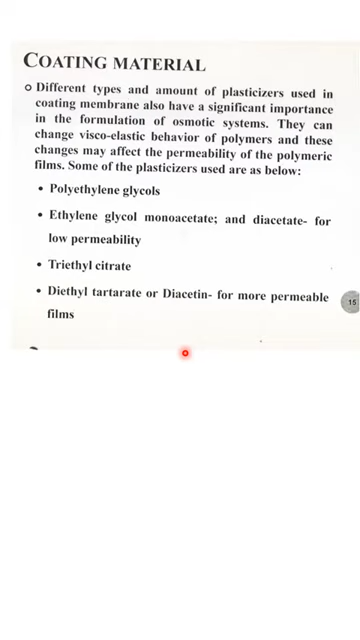 COATING MATERIAL
Different types and amount of plasticizers used in
coating membrane also have a significant importance
in the formulation of osmotic systems. They can
change visco-elastic behavior of polymers and these
changes may affect the permeability of the polymeric
films. Some of the plasticizers used are as below:
• Polyethylene glycols
• Ethylene glycol monoacetate; and diacetate- for
low permeability
• Triethyl citrate
• Diethyl tartarate or Diacetin- for more permeable
films
15